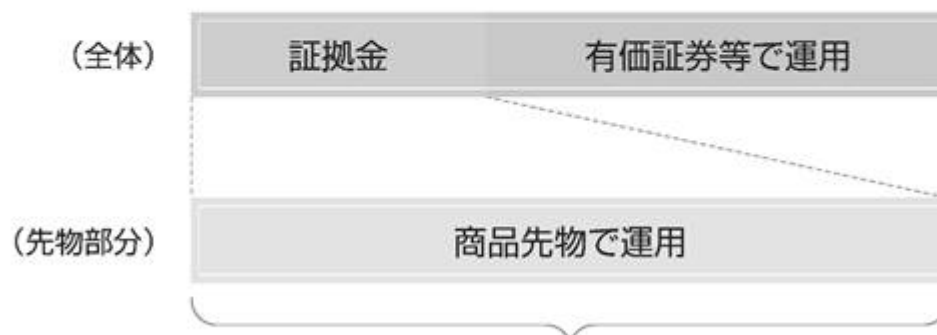 （全体）
証拠金
有価証券等で運用
（先物部分）
商品先物で運用